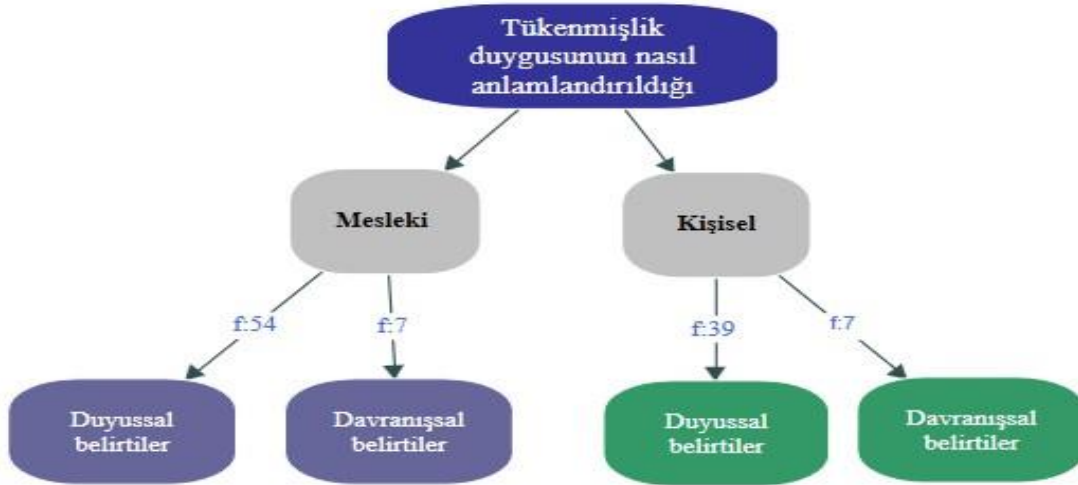 Tükenmişlik
duygusunun nasıl
anlamlandırıldığı
Mesleki
Kişisel
f:54
f:7
f:39
f:7
Duyussal
belirtiler
Davranışsal
belirtiler
Duyussal
belirtiler
Davranışsal
belirtiler